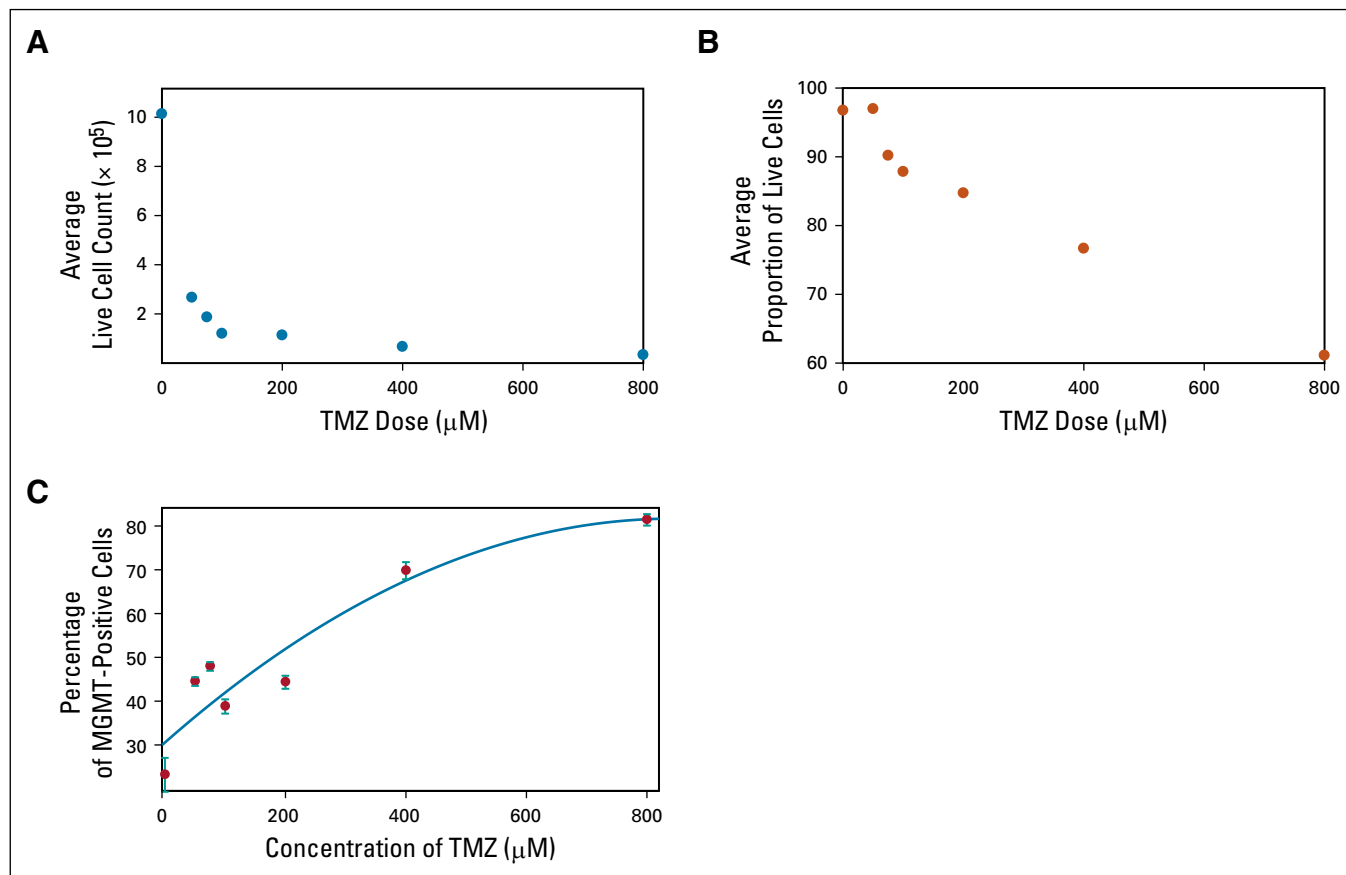 A
Average
Live Cell Count (× 10⁵)
10
8
6
4
2
0
200
400
600
800
TMZ Dose (μM)
B
Average
Proportion of Live Cells
100
90
80
70
60
0
200
400
600
800
TMZ Dose (μM)
C
Percentage
of MGMT-Positive Cells
80
70
60
50
40
30
0
200
400
600
800
Concentration of TMZ (μM)